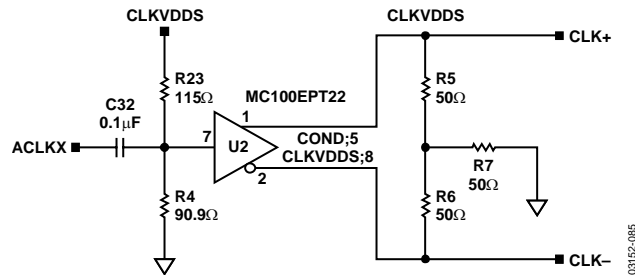 CLKVDDS
CLKVDDS
CLK+
R23
115Ω
MC100EPT22
R5
50Ω
C32
0.1µF
1
ACLKX
7
U2
COND;5
CLKVDDS;8
2
R7
50Ω
R4
90.9Ω
R6
50Ω
CLK–
03152-085